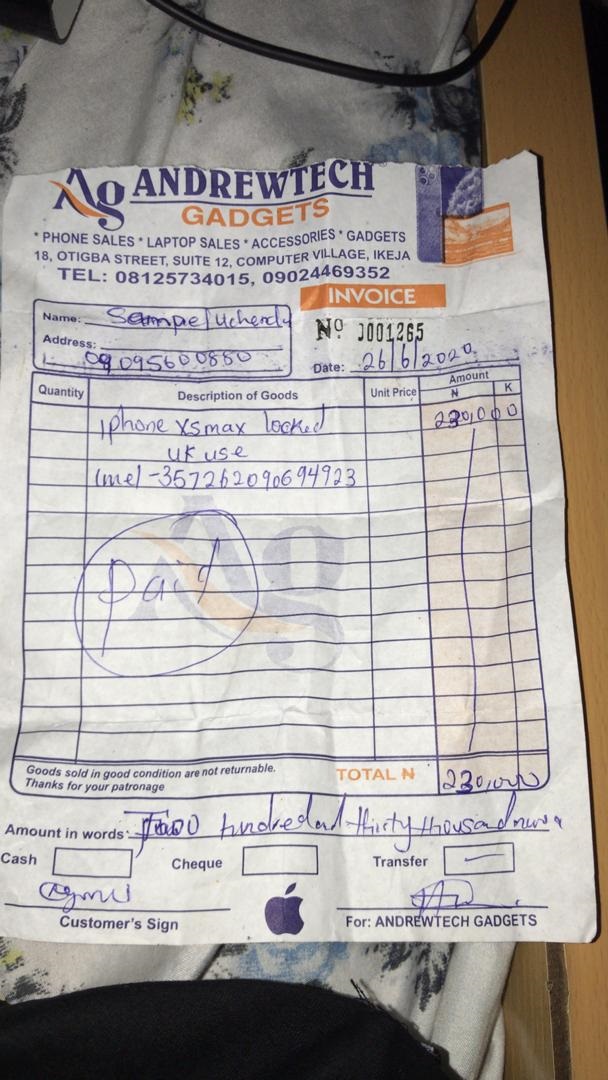 Ag ANDREWTECH
GADGETS
* PHONE SALES * LAPTOP SALES * ACCESSORIES * GADGETS
18, OTIGBA STREET, SUITE 12, COMPUTER VILLAGE, IKEJA
TEL: 08125734015, 09024469352
INVOICE
Name:
Address:
09095600880
Nº 0001265
Date: 26/6/2020
Quantity Description of Goods Unit Price Amount
₦ K
Iphone xsmax locked 230,000
uk use
Imei -357262090694923
Paid
Ag
Goods sold in good condition are not returnable.
Thanks for your patronage
TOTAL ₦ 230,000
Amount in words: Two hundred and thirty thousand naira
Cash Cheque Transfer
Customer's Sign For: ANDREWTECH GADGETS